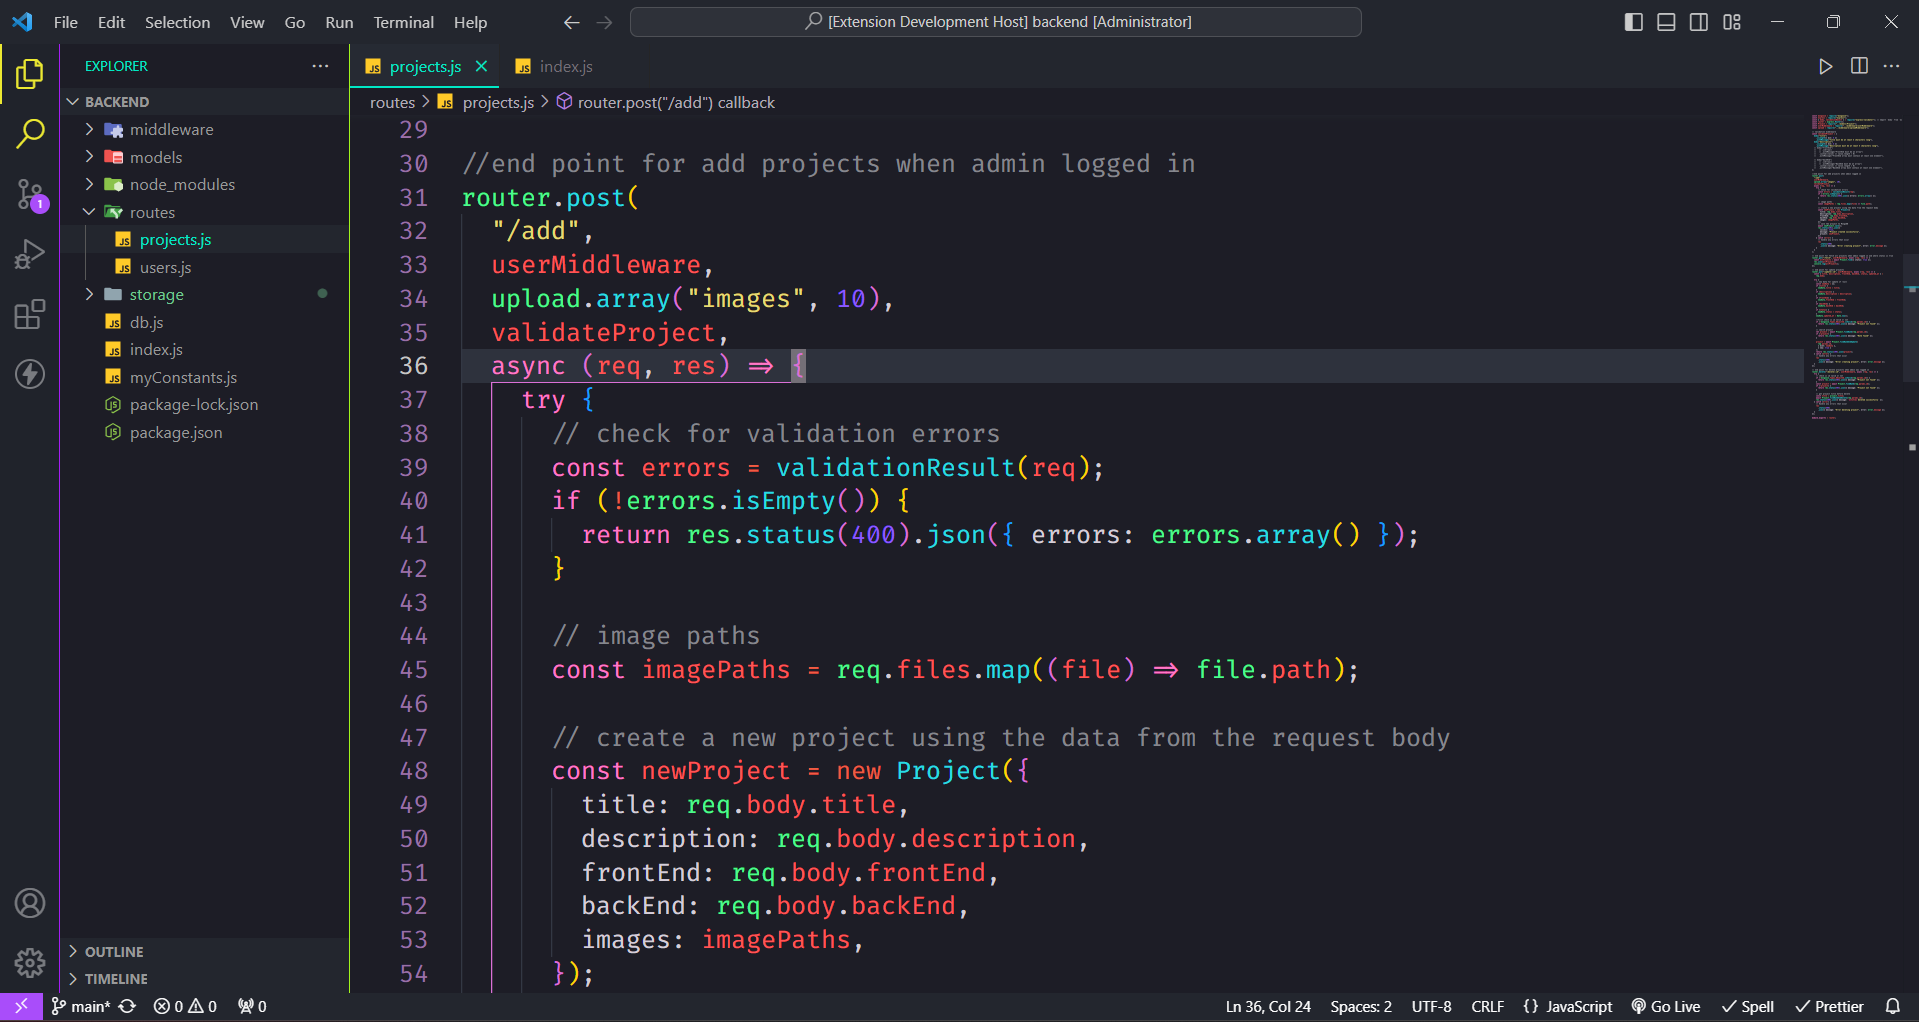 File Edit Selection View Go Run Terminal Help
[Extension Development Host] backend [Administrator]
EXPLORER
BACKEND
middleware
models
node_modules
routes
projects.js
users.js
storage
db.js
index.js
myConstants.js
package-lock.json
package.json
OUTLINE
TIMELINE
1
projects.js
index.js
routes > projects.js > router.post("/add") callback
29
30 //end point for add projects when admin logged in
31 router.post(
32 "/add",
33 userMiddleware,
34 upload.array("images", 10),
35 validateProject,
36 async (req, res) => {
37 try {
38 // check for validation errors
39 const errors = validationResult(req);
40 if (!errors.isEmpty()) {
41 return res.status(400).json({ errors: errors.array() });
42 }
43
44 // image paths
45 const imagePaths = req.files.map((file) => file.path);
46
47 // create a new project using the data from the request body
48 const newProject = new Project({
49 title: req.body.title,
50 description: req.body.description,
51 frontEnd: req.body.frontEnd,
52 backEnd: req.body.backEnd,
53 images: imagePaths,
54 });
main* 0 0 0 Ln 36, Col 24 Spaces: 2 UTF-8 CRLF {} JavaScript Go Live Spell Prettier